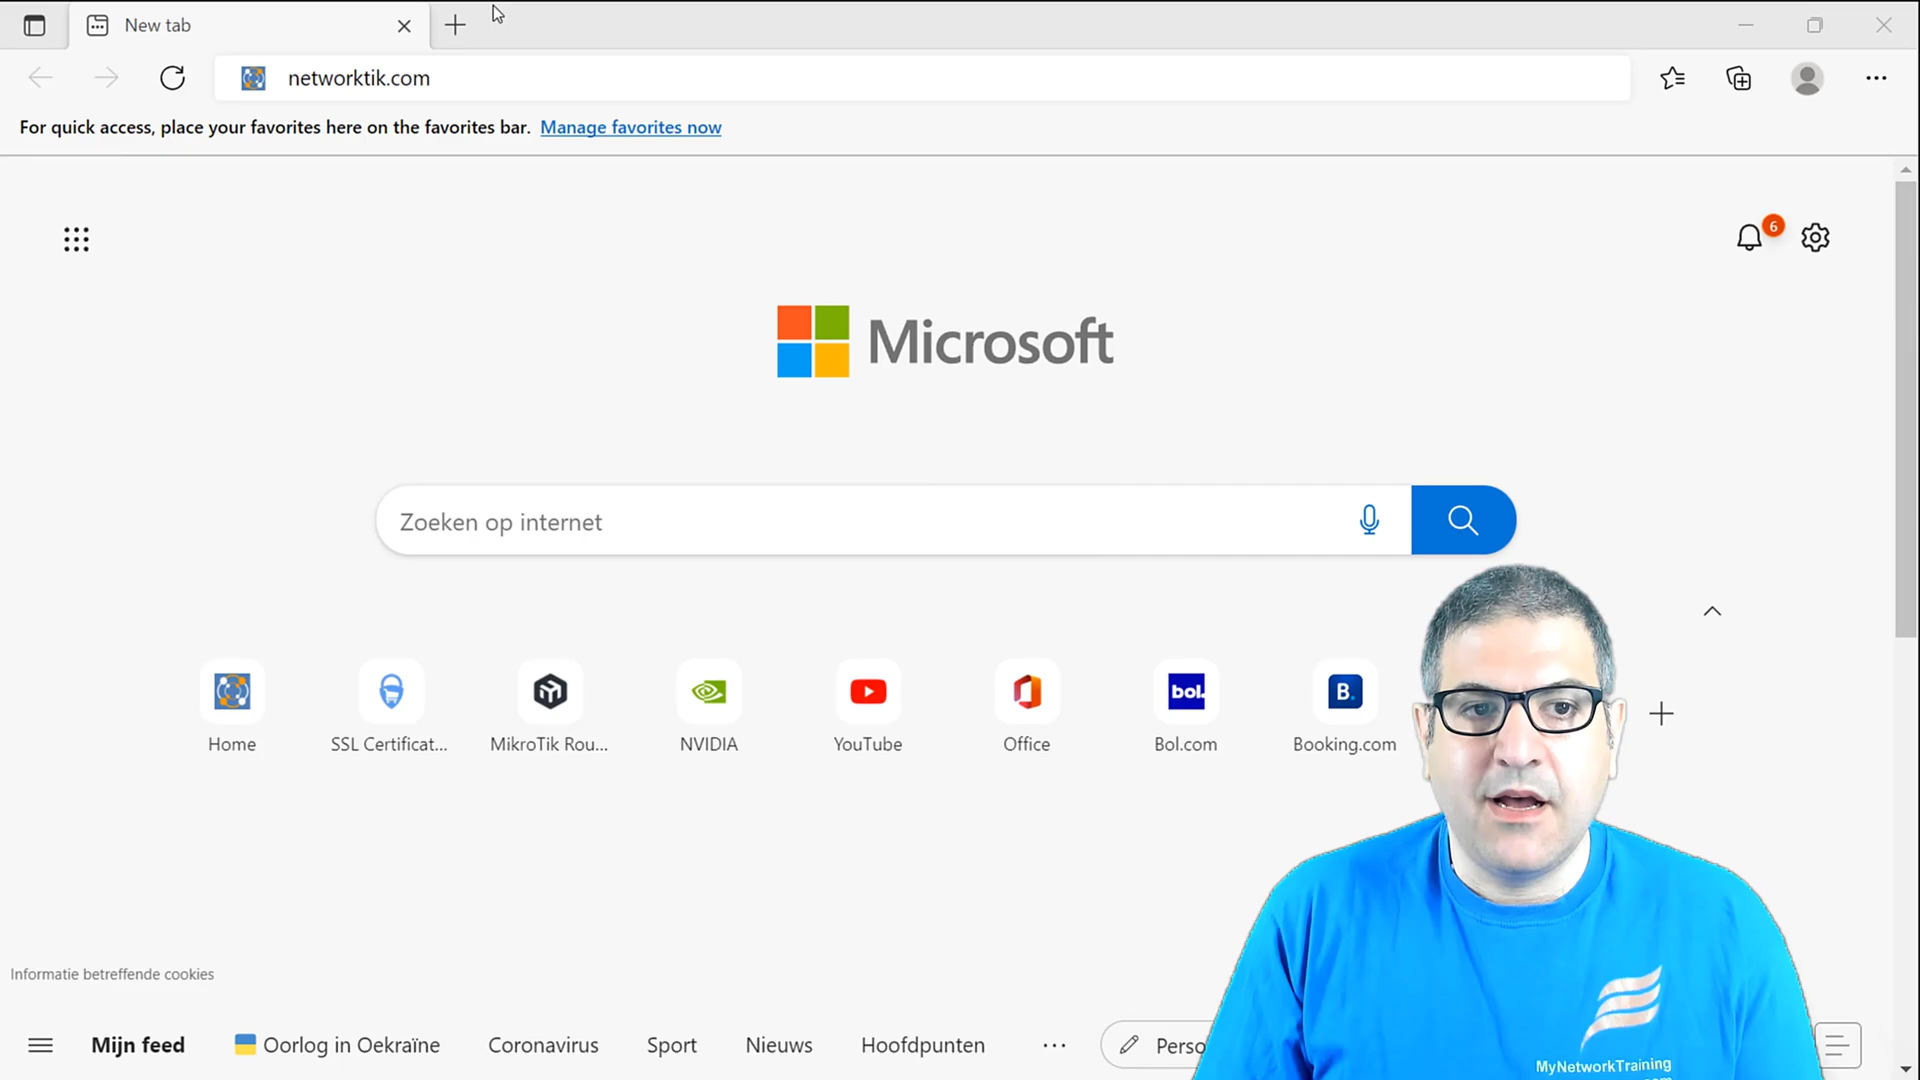 New tab
networktik.com
For quick access, place your favorites here on the favorites bar. Manage favorites now
6
Microsoft
Zoeken op internet
Home
SSL Certificat...
MikroTik Rou...
NVIDIA
YouTube
Office
bol.
Bol.com
B.
Booking.com
Informatie betreffende cookies
Mijn feed
Oorlog in Oekraïne
Coronavirus
Sport
Nieuws
Hoofdpunten
Perso
MyNetworkTraining